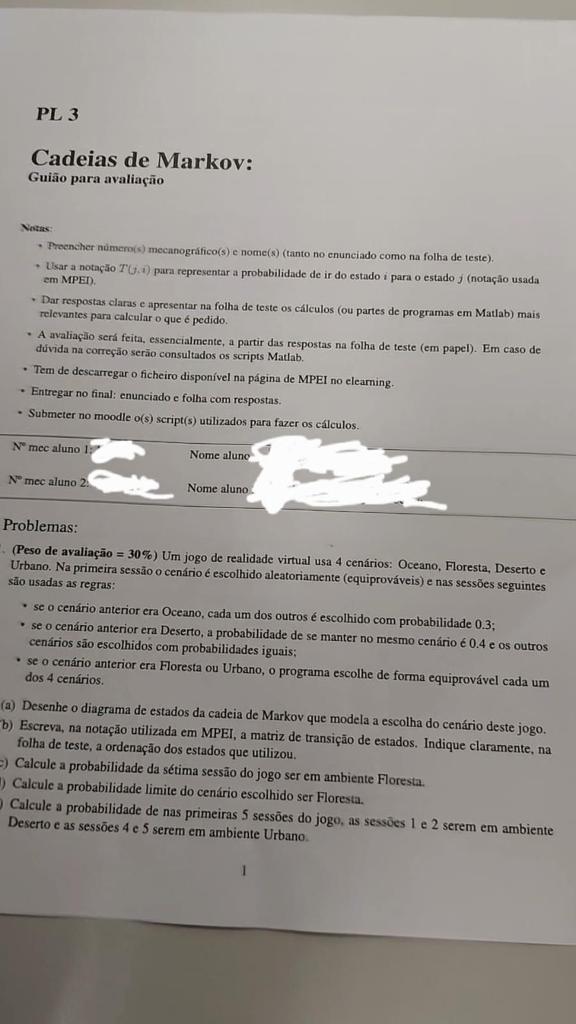 PL 3
Cadeias de Markov:
Guião para avaliação
Notas:
• Preencher número(s) mecanográfico(s) e nome(s) (tanto no enunciado como na folha de teste).
• Usar a notação T(j, i) para representar a probabilidade de ir do estado i para o estado j (notação usada
em MPEI).
• Dar respostas claras e apresentar na folha de teste os cálculos (ou partes de programas em Matlab) mais
relevantes para calcular o que é pedido.
• A avaliação será feita, essencialmente, a partir das respostas na folha de teste (em papel). Em caso de
dúvida na correção serão consultados os scripts Matlab.
• Tem de descarregar o ficheiro disponível na página de MPEI no elearning.
• Entregar no final: enunciado e folha com respostas.
• Submeter no moodle o(s) script(s) utilizados para fazer os cálculos.
Nº mec aluno 1: Nome aluno
Nº mec aluno 2: Nome aluno
Problemas:
. (Peso de avaliação = 30%) Um jogo de realidade virtual usa 4 cenários: Oceano, Floresta, Deserto e
Urbano. Na primeira sessão o cenário é escolhido aleatoriamente (equiprováveis) e nas sessões seguintes
são usadas as regras:
• se o cenário anterior era Oceano, cada um dos outros é escolhido com probabilidade 0.3;
• se o cenário anterior era Deserto, a probabilidade de se manter no mesmo cenário é 0.4 e os outros
cenários são escolhidos com probabilidades iguais;
• se o cenário anterior era Floresta ou Urbano, o programa escolhe de forma equiprovável cada um
dos 4 cenários.
(a) Desenhe o diagrama de estados da cadeia de Markov que modela a escolha do cenário deste jogo.
b) Escreva, na notação utilizada em MPEI, a matriz de transição de estados. Indique claramente, na
folha de teste, a ordenação dos estados que utilizou.
c) Calcule a probabilidade da sétima sessão do jogo ser em ambiente Floresta.
) Calcule a probabilidade limite do cenário escolhido ser Floresta.
) Calcule a probabilidade de nas primeiras 5 sessões do jogo, as sessões 1 e 2 serem em ambiente
Deserto e as sessões 4 e 5 serem em ambiente Urbano.
1